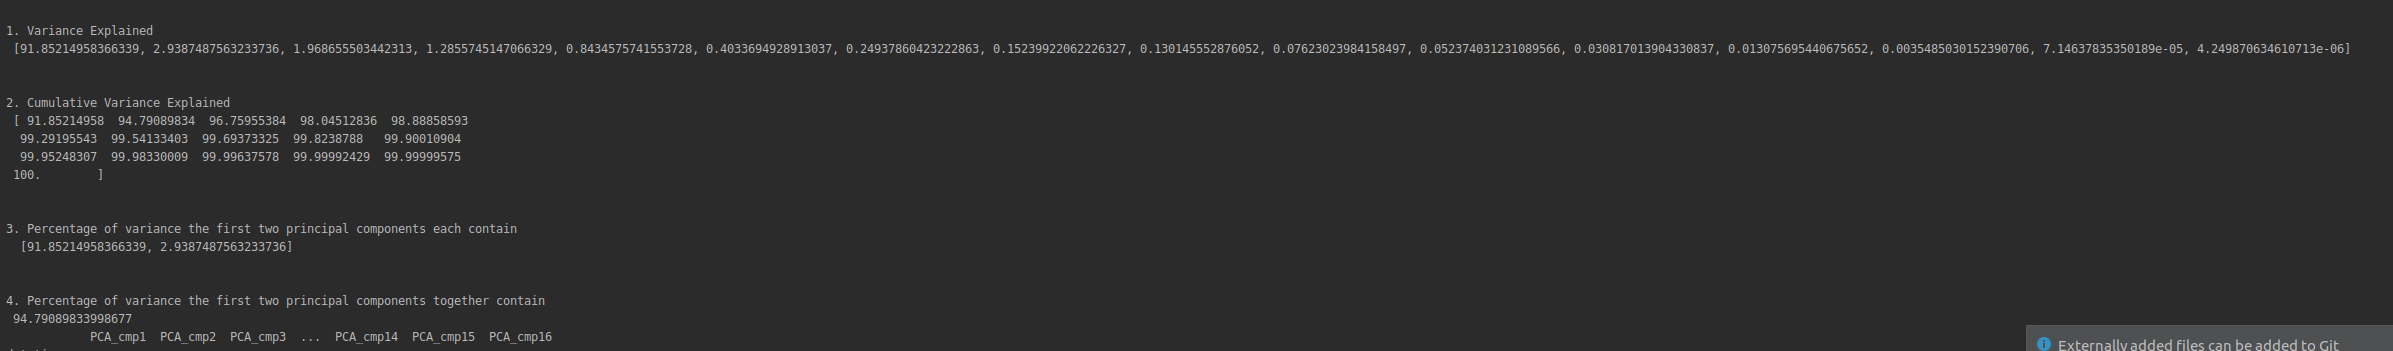 1. Variance Explained
[91.85214958366339, 2.9387487563233736, 1.968655503442313, 1.2855745147066329, 0.8434575741553728, 0.4033694928913037, 0.24937860423222863, 0.15239922062226327, 0.130145552876052, 0.07623023984158497, 0.052374031231089566, 0.030817013904330837, 0.013075695440675652, 0.0035485030152390706, 7.14637835350189e-05, 4.249870634610713e-06]
2. Cumulative Variance Explained
[ 91.85214958  94.79089834  96.75955384  98.04512836  98.88858593
99.29195543  99.54133403  99.69373325  99.8238788   99.90010904
99.95248307  99.98330009  99.99637578  99.99992429  99.99999575
100.        ]
3. Percentage of variance the first two principal components each contain
[91.85214958366339, 2.9387487563233736]
4. Percentage of variance the first two principal components together contain
94.79089833998677
PCA_cmp1  PCA_cmp2  PCA_cmp3  ...  PCA_cmp14  PCA_cmp15  PCA_cmp16
Externally added files can be added to Git